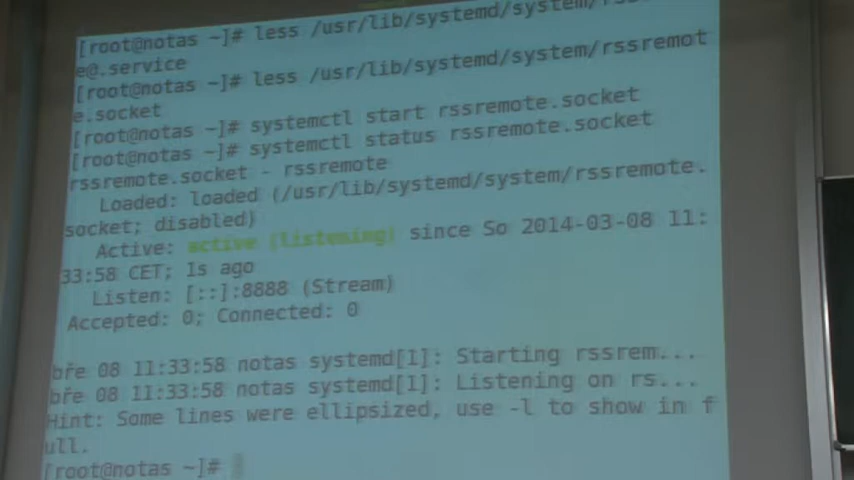 [root@notas ~]# less /usr/lib/systemd/system/
e@.service
[root@notas ~]# less /usr/lib/systemd/system/rssremot
e.socket
[root@notas ~]# systemctl start rssremote.socket
[root@notas ~]# systemctl status rssremote.socket
rssremote.socket - rssremote
Loaded: loaded (/usr/lib/systemd/system/rssremote.
socket; disabled)
Active: active (listening) since So 2014-03-08 11:
33:58 CET; 1s ago
Listen: [::]:8888 (Stream)
Accepted: 0; Connected: 0
bře 08 11:33:58 notas systemd[1]: Starting rssrem...
bře 08 11:33:58 notas systemd[1]: Listening on rs...
Hint: Some lines were ellipsized, use -l to show in f
ull.
[root@notas ~]#